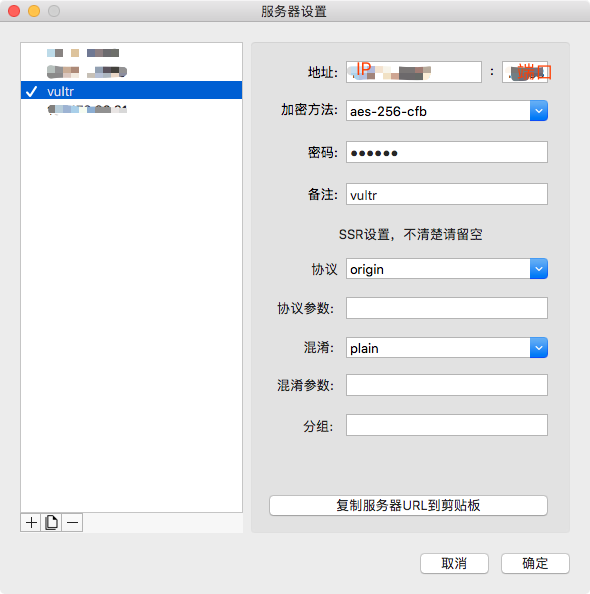 服务器设置
vultr
地址: IP : 端口
加密方法: aes-256-cfb
密码: ●●●●●●
备注: vultr
SSR设置，不清楚请留空
协议 origin
协议参数:
混淆: plain
混淆参数:
分组:
复制服务器URL到剪贴板
取消 确定